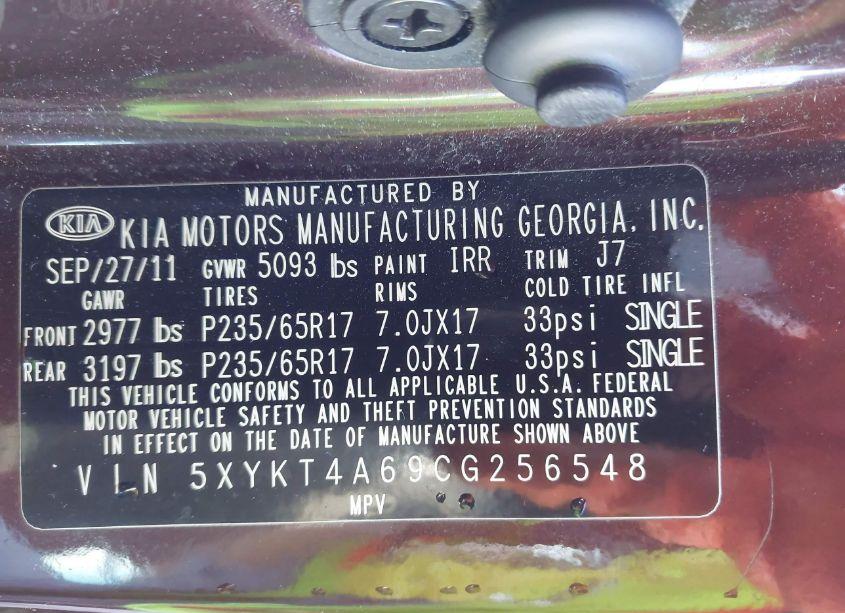 MANUFACTURED BY
KIA KIA MOTORS MANUFACTURING GEORGIA, INC.
SEP/27/11 GVWR 5093 lbs PAINT IRR TRIM J7
GAWR TIRES RIMS COLD TIRE INFL
FRONT 2977 lbs P235/65R17 7.0JX17 33psi SINGLE
REAR 3197 lbs P235/65R17 7.0JX17 33psi SINGLE
THIS VEHICLE CONFORMS TO ALL APPLICABLE U.S.A. FEDERAL
MOTOR VEHICLE SAFETY AND THEFT PREVENTION STANDARDS
IN EFFECT ON THE DATE OF MANUFACTURE SHOWN ABOVE
VIN 5XYKT4A69CG256548
MPV